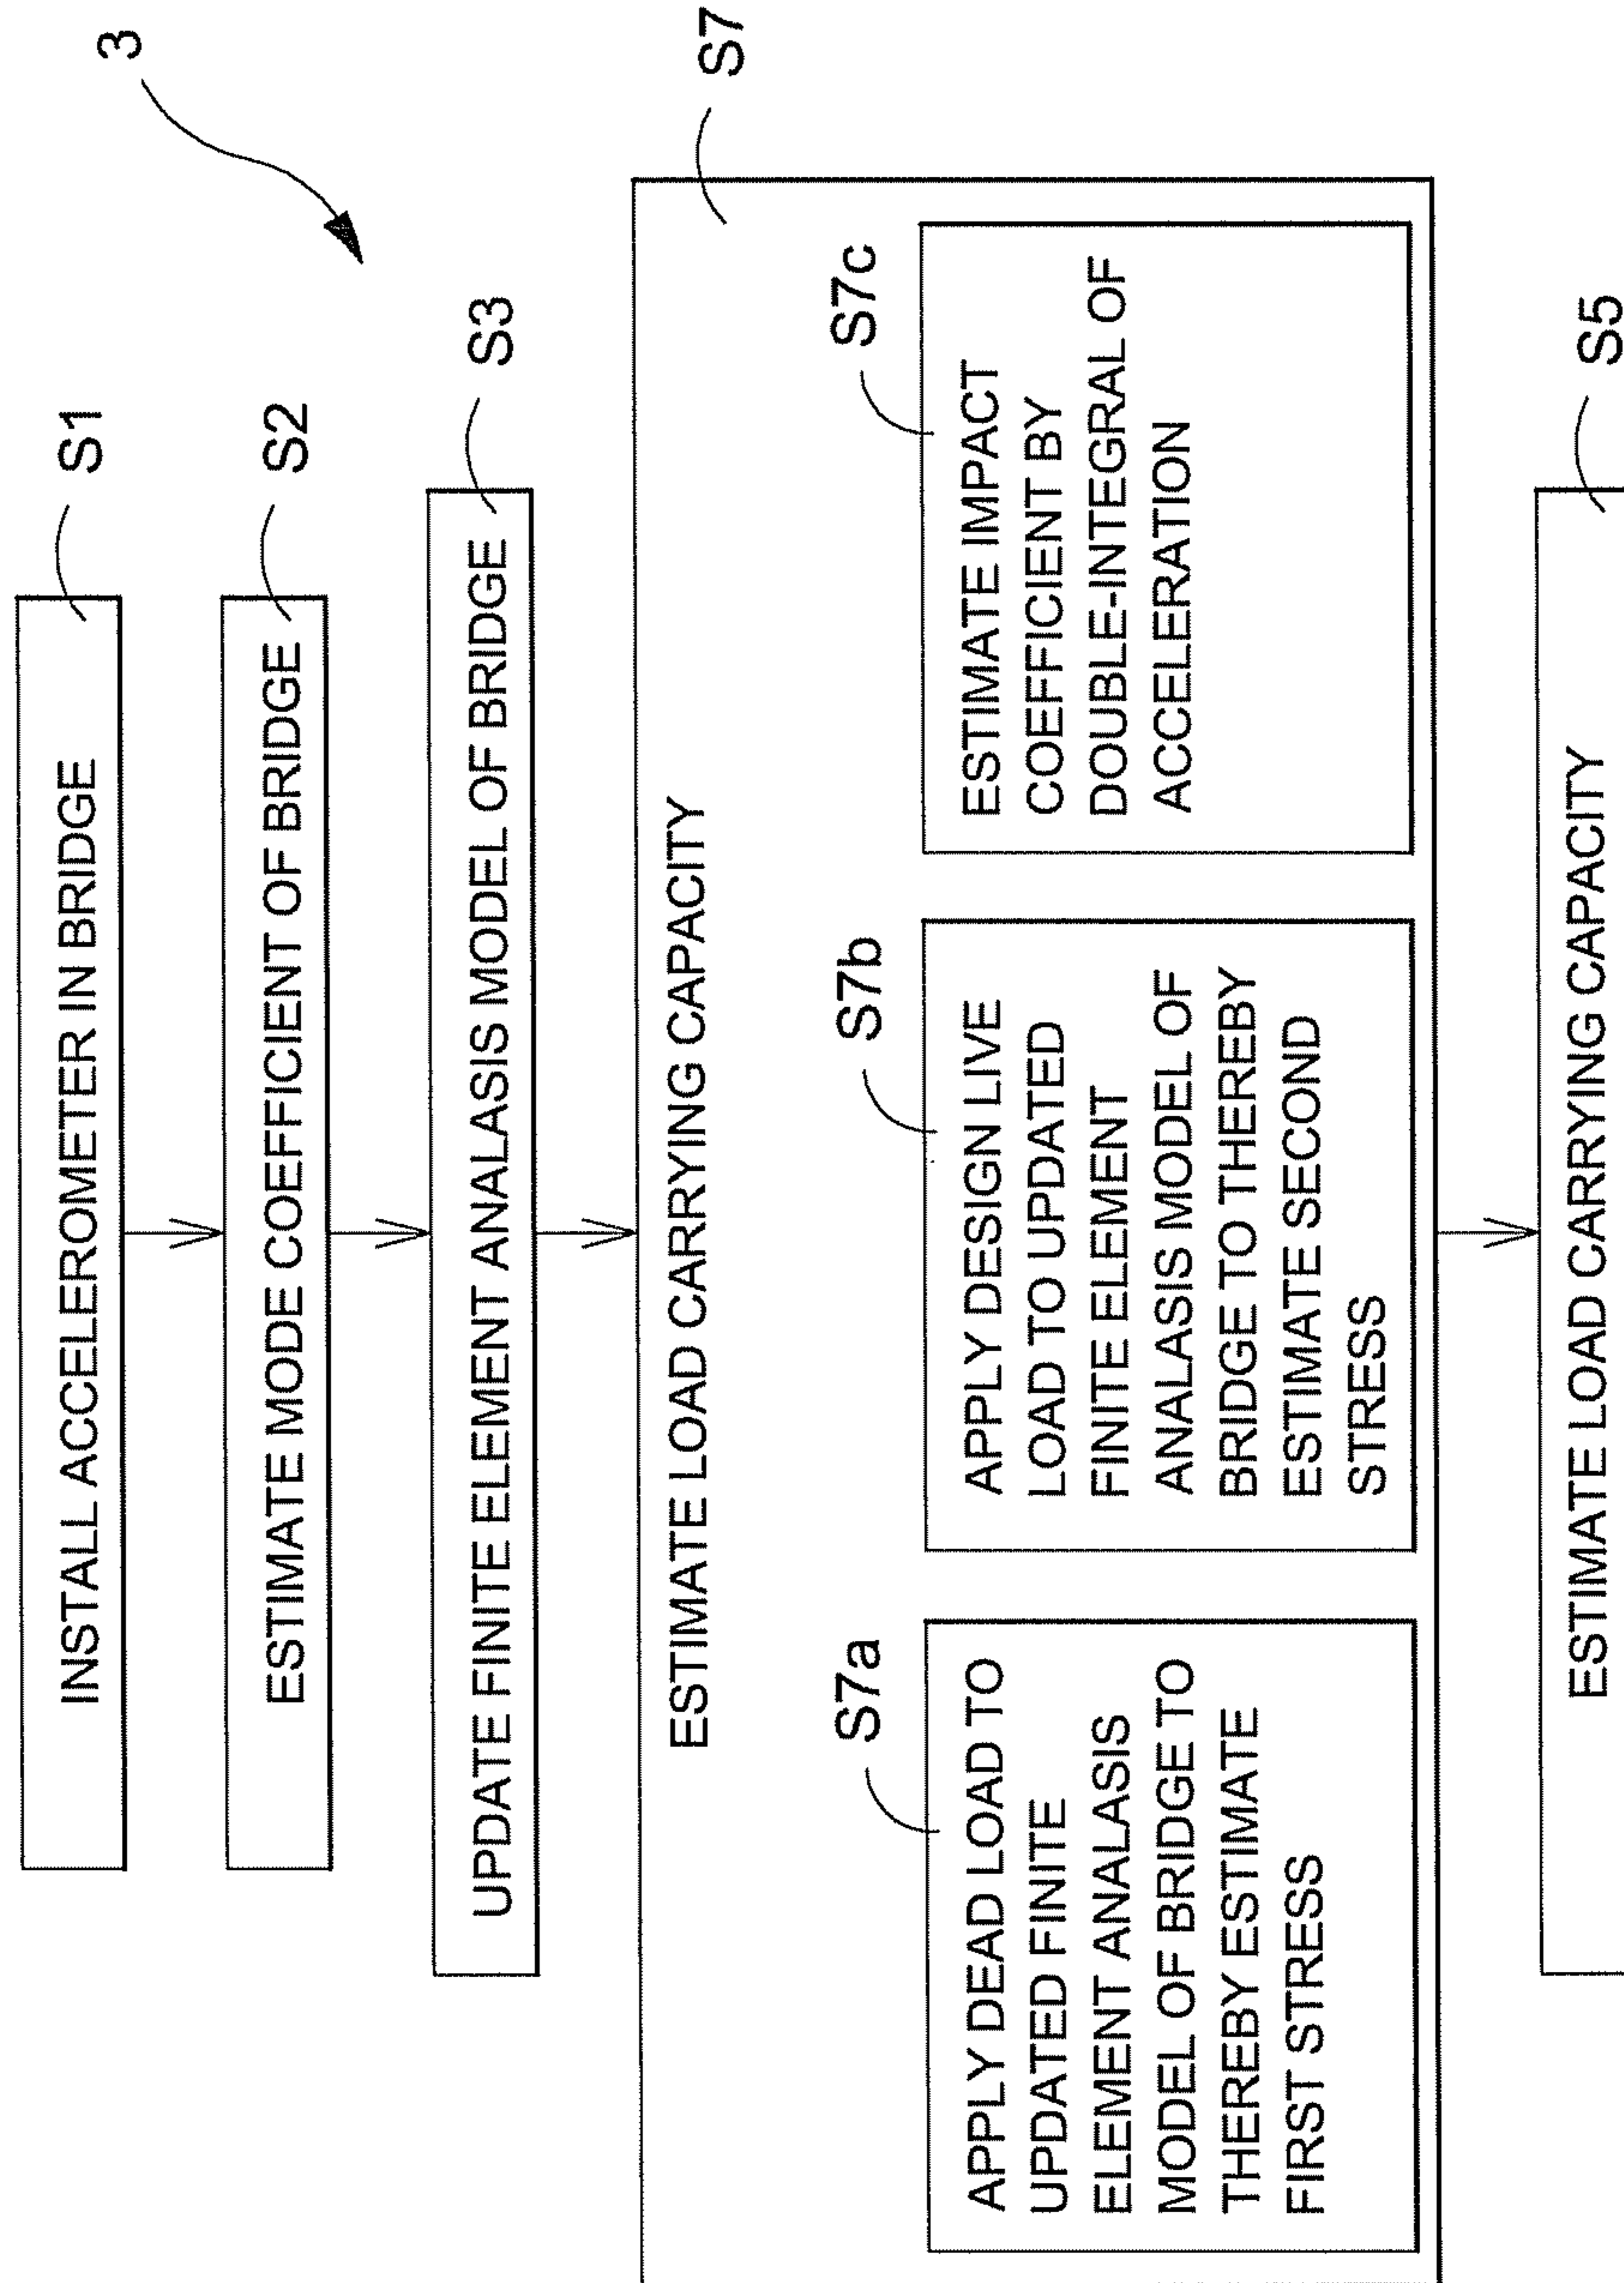 3
INSTALL ACCELEROMETER IN BRIDGE
S1
ESTIMATE MODE COEFFICIENT OF BRIDGE
S2
UPDATE FINITE ELEMENT ANALASIS MODEL OF BRIDGE
S3
ESTIMATE LOAD CARRYING CAPACITY
S7
S7a
APPLY DEAD LOAD TO
UPDATED FINITE
ELEMENT ANALASIS
MODEL OF BRIDGE TO
THEREBY ESTIMATE
FIRST STRESS
S7b
APPLY DESIGN LIVE
LOAD TO UPDATED
FINITE ELEMENT
ANALASIS MODEL OF
BRIDGE TO THEREBY
ESTIMATE SECOND
STRESS
S7c
ESTIMATE IMPACT
COEFFICIENT BY
DOUBLE-INTEGRAL OF
ACCELERATION
ESTIMATE LOAD CARRYING CAPACITY
S5